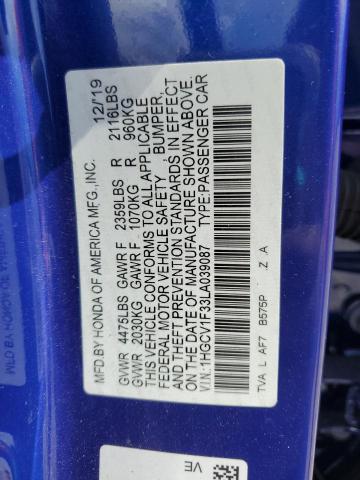 MFD.BY HONDA OF AMERICA MFG.,INC. 12/'19
GVWR 4475LBS GAWR F 2359LBS R 2116LBS
GVWR 2030KG GAWR F 1070KG R 960KG
THIS VEHICLE CONFORMS TO ALL APPLICABLE
FEDERAL MOTOR VEHICLE SAFETY , BUMPER,
AND THEFT PREVENTION STANDARDS IN EFFECT
ON THE DATE OF MANUFACTURE SHOWN ABOVE.
V.I.N.:1HGCV1F33LA039087 TYPE:PASSENGER CAR
TVA L AF7 B575P Z A
VE